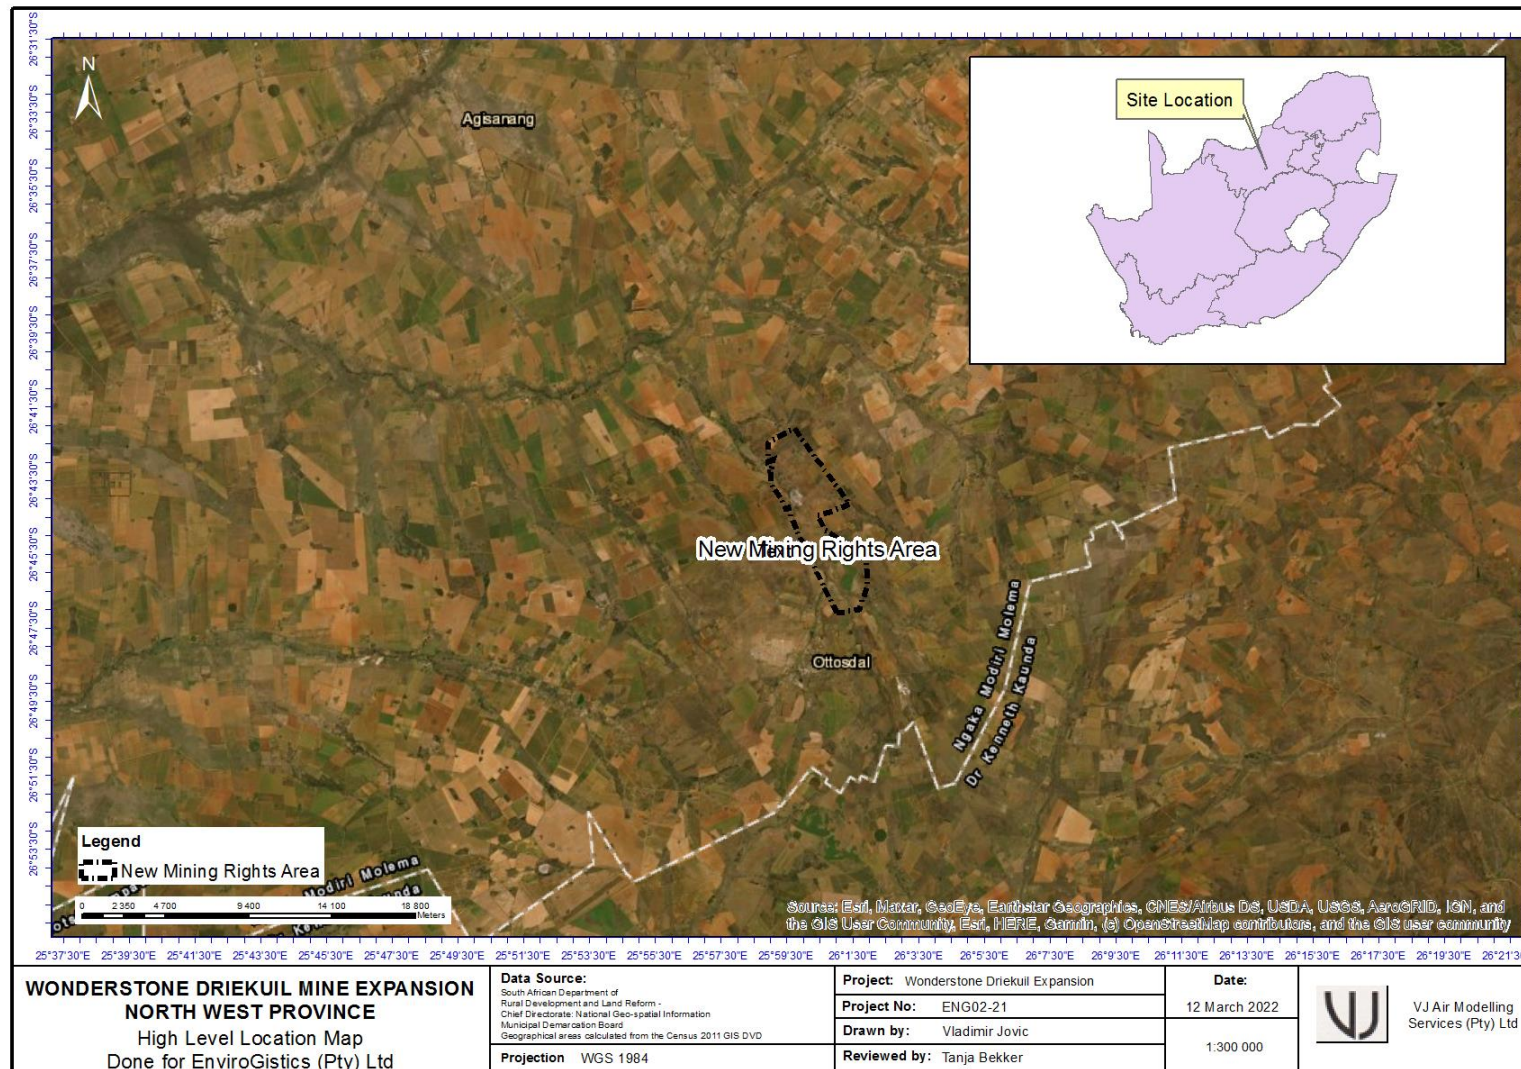 N
Agisanang
Site Location
New Mining Rights Area
Ottosdal
Ngaka Modiri Molema
Dr Kenneth Kaunda
Legend
New Mining Rights Area
Modiri Molema
0 2 350 4 700 9 400 14 100 18 800
Meters
Source: Esri, Maxar, GeoEye, Earthstar Geographics, CNES/Airbus DS, USDA, USGS, AeroGRID, IGN, and
the GIS User Community, Esri, HERE, Garmin, (c) OpenStreetMap contributors, and the GIS user community
26°31'30"S
26°31'30"S
26°33'30"S
26°35'30"S
26°37'30"S
26°39'30"S
26°41'30"S
26°43'30"S
26°45'30"S
26°47'30"S
26°49'30"S
26°51'30"S
26°53'30"S
25°37'30"E 25°39'30"E 25°41'30"E 25°43'30"E 25°45'30"E 25°47'30"E 25°49'30"E 25°51'30"E 25°53'30"E 25°55'30"E 25°57'30"E 25°59'30"E 26°1'30"E 26°3'30"E 26°5'30"E 26°7'30"E 26°9'30"E 26°11'30"E 26°13'30"E 26°15'30"E 26°17'30"E 26°19'30"E 26°21'3
WONDERSTONE DRIEKUIL MINE EXPANSION
NORTH WEST PROVINCE
High Level Location Map
Done for EnviroGistics (Pty) Ltd
Data Source:
South African Department of
Rural Development and Land Reform -
Chief Directorate: National Geo-spatial Information
Municipal Demarcation Board
Geographical areas calculated from the Census 2011 GIS DVD
Projection WGS 1984
Project: Wonderstone Driekuil Expansion
Project No: ENG02-21
Drawn by: Vladimir Jovic
Reviewed by: Tanja Bekker
Date:
12 March 2022
1:300 000
VJ
VJ Air Modelling
Services (Pty) Ltd